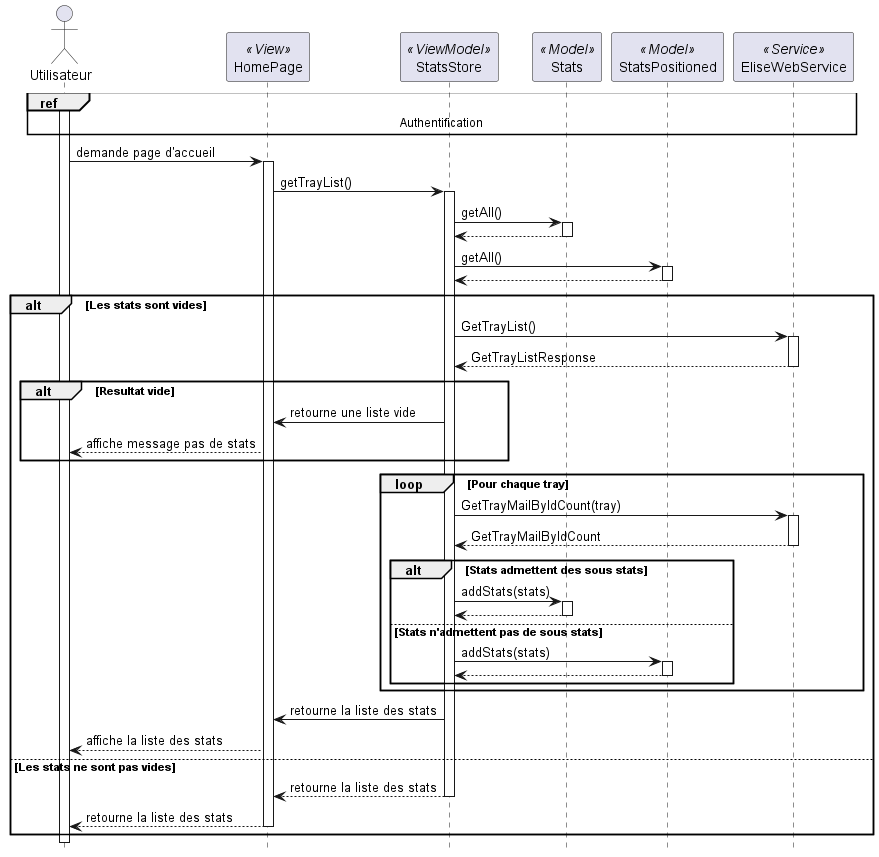 «View» «ViewModel» «Model» «Model» «Service»
Utilisateur HomePage StatsStore Stats StatsPositioned EliseWebService
ref
Authentification
demande page d'accueil
getTrayList()
getAll()
getAll()
alt [Les stats sont vides]
GetTrayList()
GetTrayListResponse
alt [Resultat vide]
retourne une liste vide
affiche message pas de stats
loop [Pour chaque tray]
GetTrayMailByIdCount(tray)
GetTrayMailByIdCount
alt [Stats admettent des sous stats]
addStats(stats)
[Stats n'admettent pas de sous stats]
addStats(stats)
retourne la liste des stats
affiche la liste des stats
[Les stats ne sont pas vides]
retourne la liste des stats
retourne la liste des stats